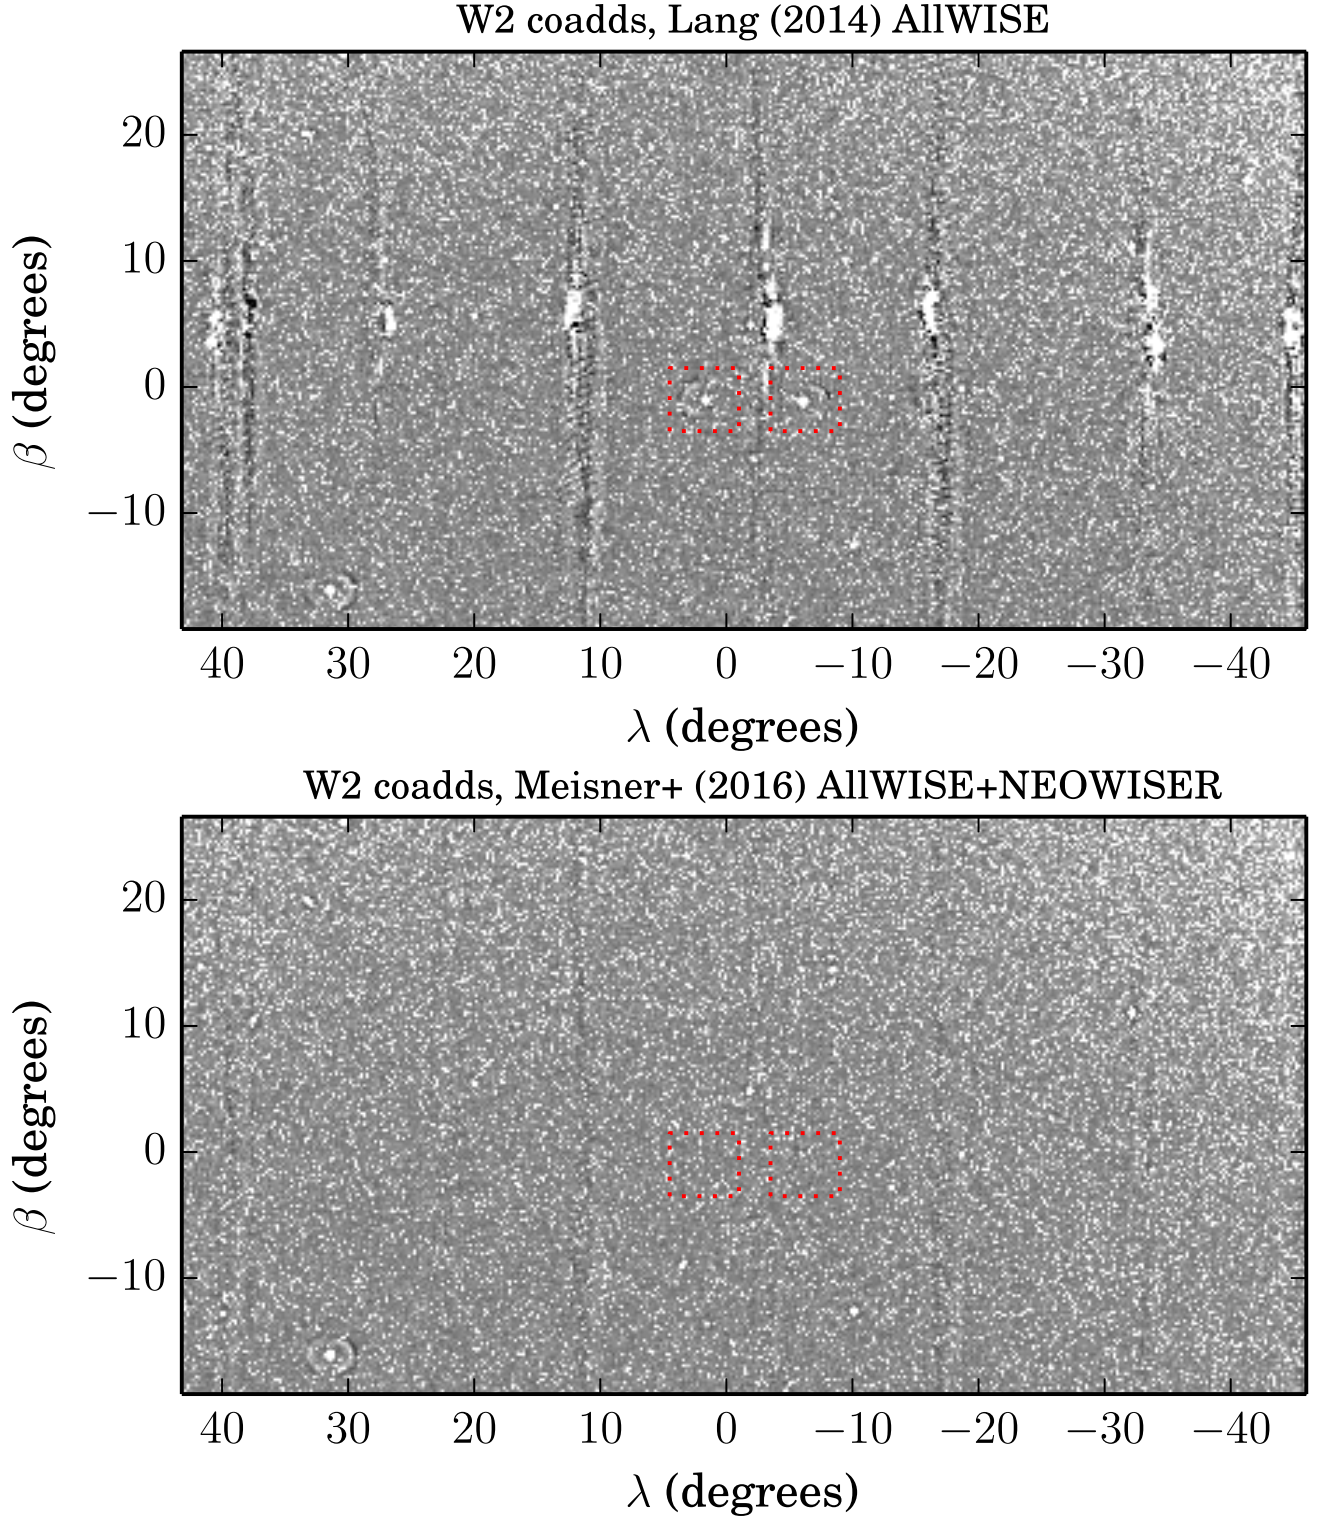 W2 coadds, Lang (2014) AllWISE
20
10
0
−10
β (degrees)
40 30 20 10 0 −10 −20 −30 −40
λ (degrees)
W2 coadds, Meisner+ (2016) AllWISE+NEOWISER
20
10
0
−10
β (degrees)
40 30 20 10 0 −10 −20 −30 −40
λ (degrees)